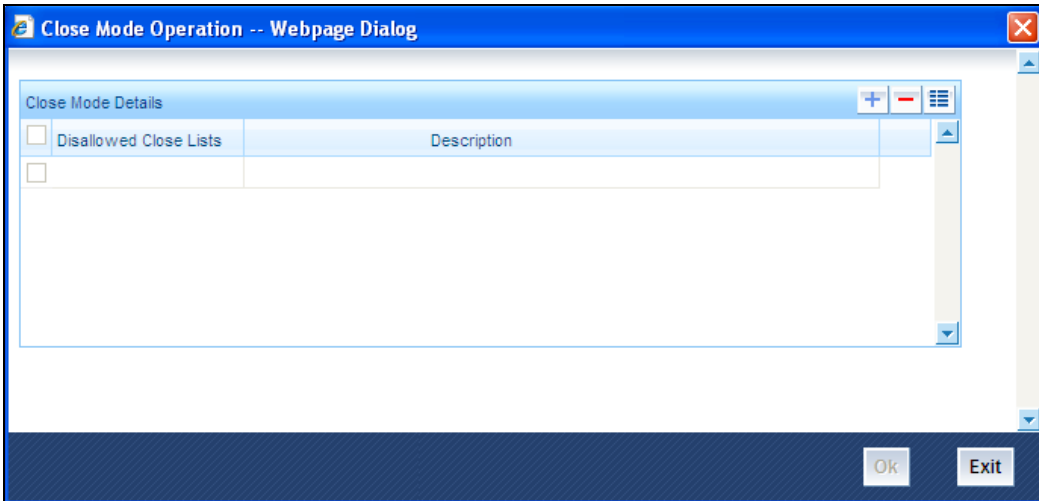 Close Mode Operation -- Webpage Dialog
Close Mode Details
Disallowed Close Lists Description
Ok Exit